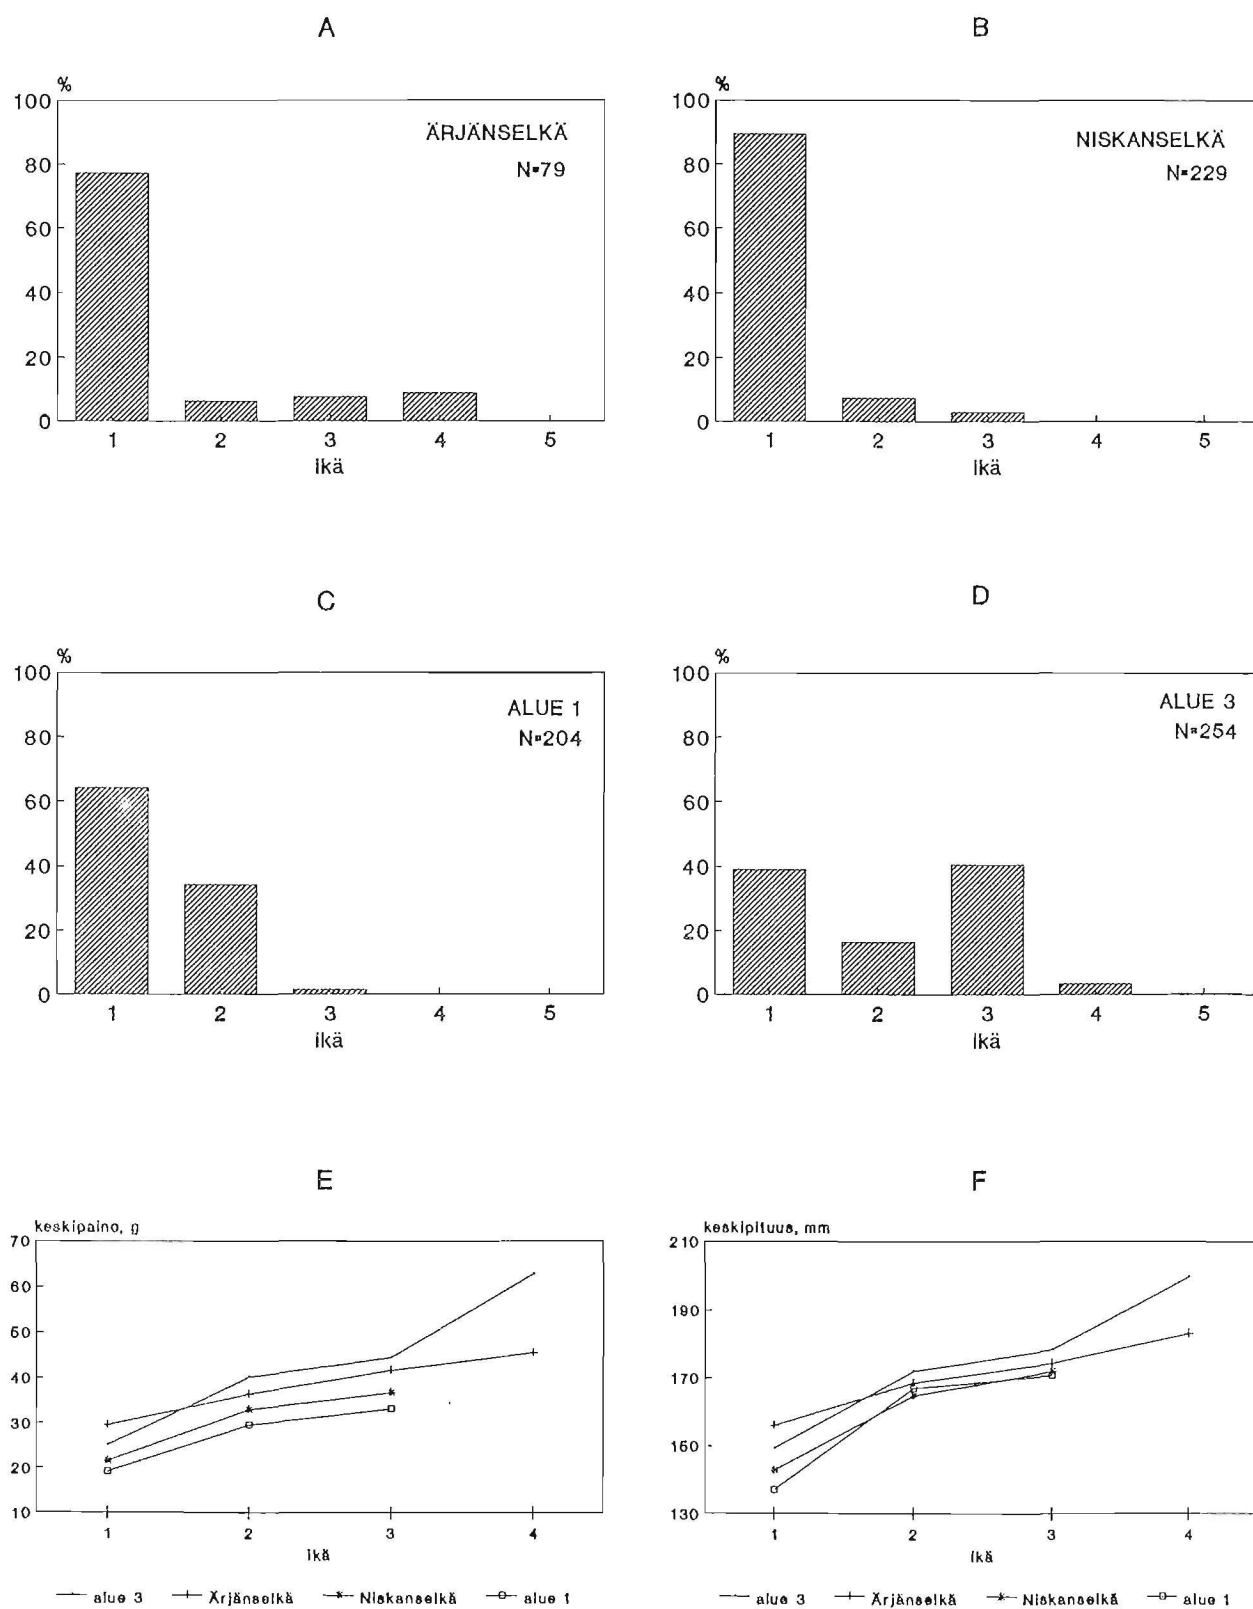 A
%
100
80
60
40
20
0
ÄRJÄNSELKÄ
N=79
1 2 3 4 5
Ikä
B
%
100
80
60
40
20
0
NISKANSELKÄ
N=229
1 2 3 4 5
Ikä
C
%
100
80
60
40
20
0
ALUE 1
N=204
1 2 3 4 5
Ikä
D
%
100
80
60
40
20
0
ALUE 3
N=254
1 2 3 4 5
Ikä
E
keskipaino, g
70
60
50
40
30
20
10
1 2 3 4
Ikä
alue 3 Ärjänselkä Niskanselkä alue 1
F
keskipituus, mm
210
190
170
150
130
1 2 3 4
Ikä
alue 3 Ärjänselkä Niskanselkä alue 1